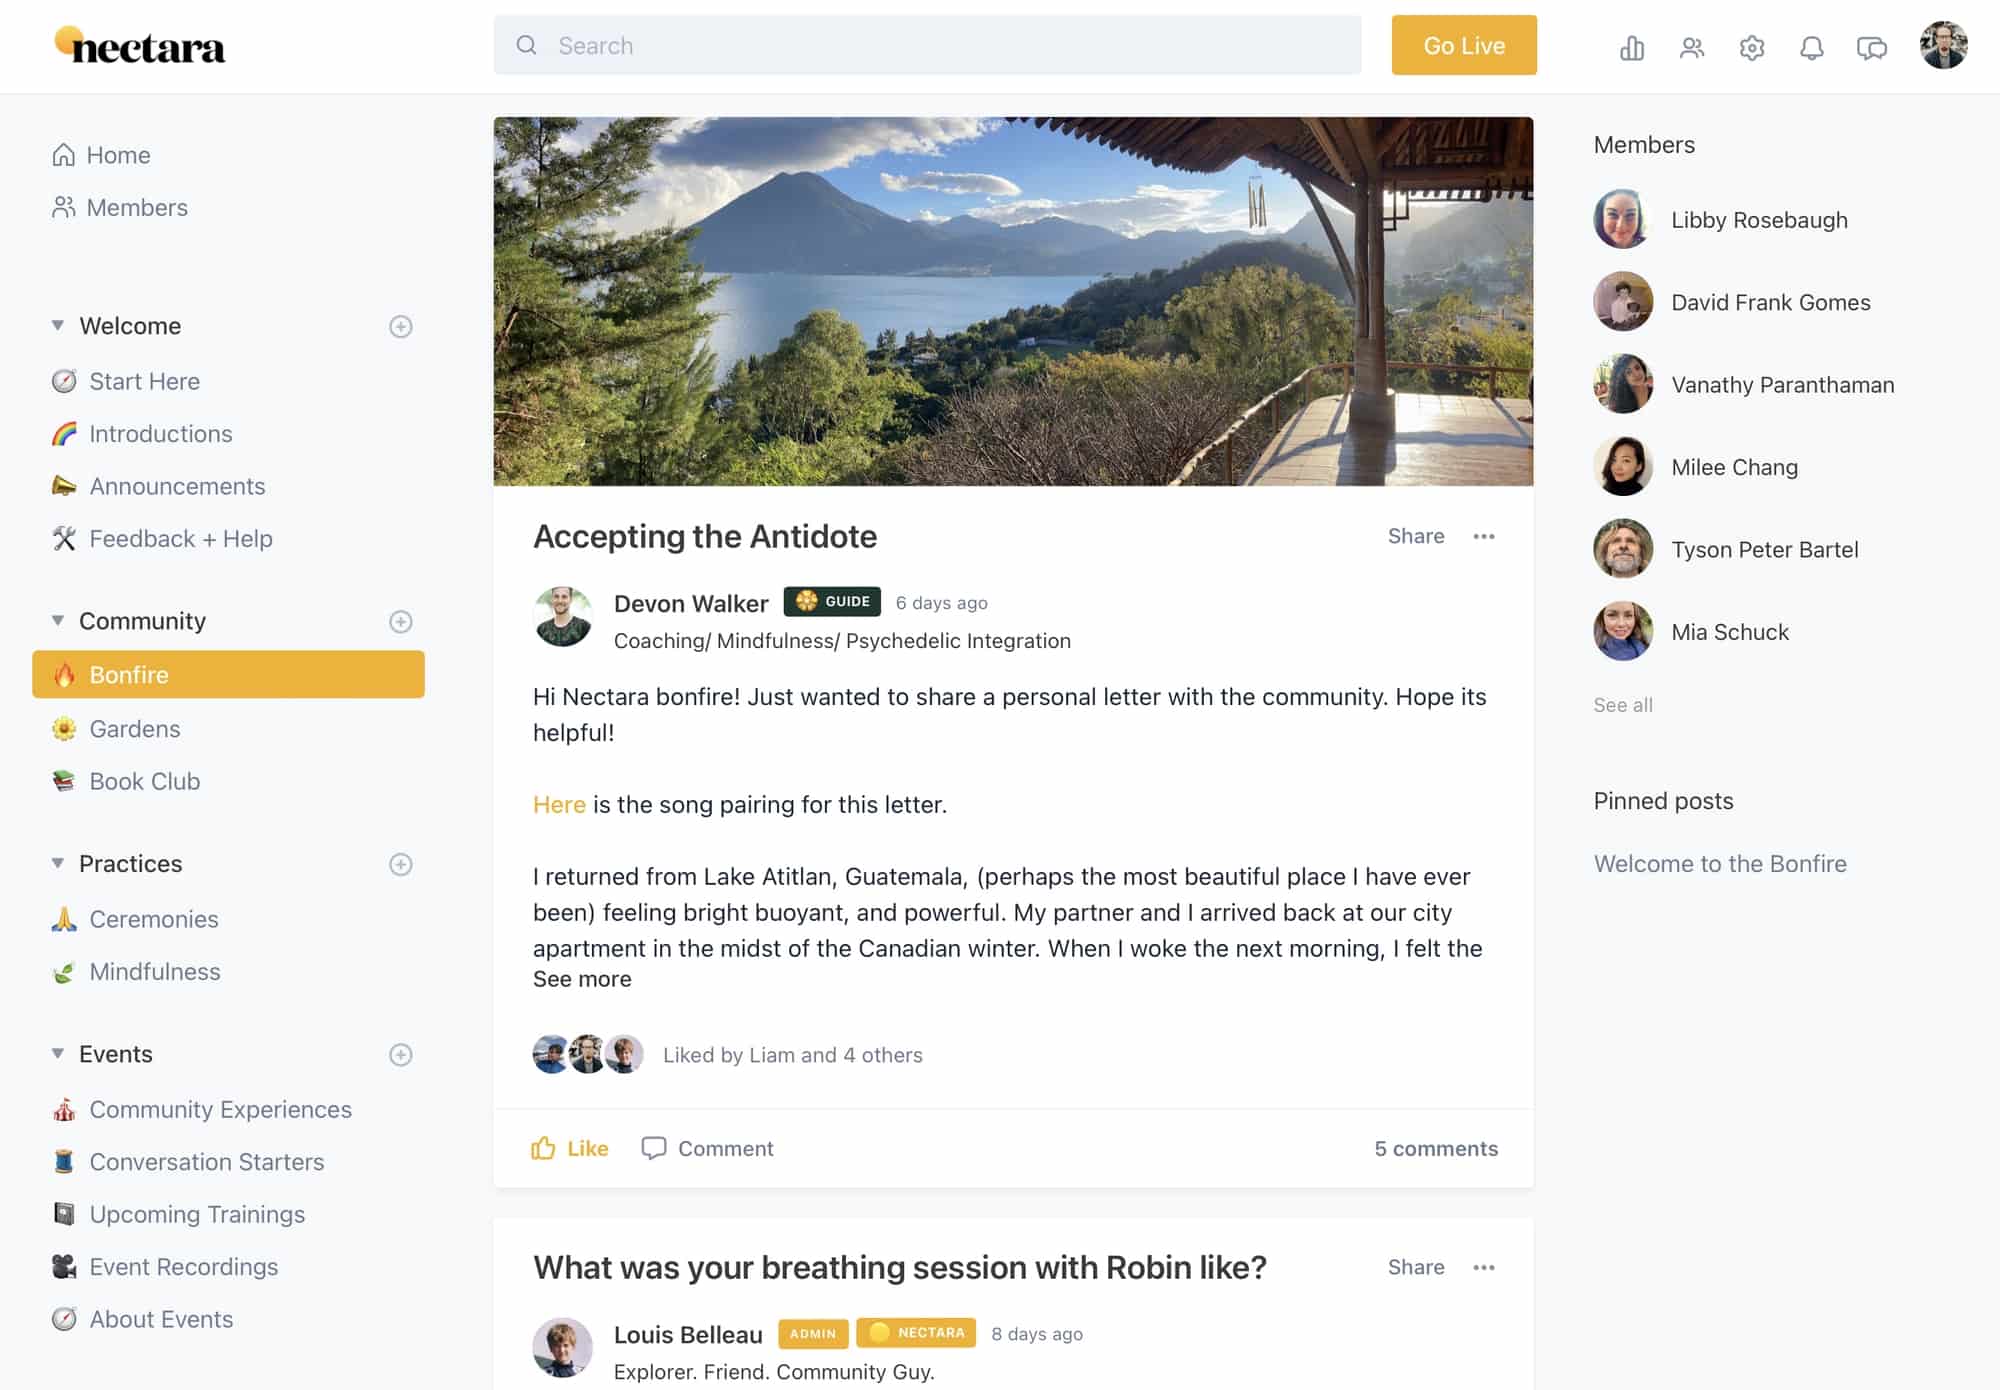 nectara
Search
Go Live
Home
Members
Welcome
Start Here
Introductions
Announcements
Feedback + Help
Community
Bonfire
Gardens
Book Club
Practices
Ceremonies
Mindfulness
Events
Community Experiences
Conversation Starters
Upcoming Trainings
Event Recordings
About Events
Accepting the Antidote
Share
Devon Walker GUIDE 6 days ago
Coaching/ Mindfulness/ Psychedelic Integration
Hi Nectara bonfire! Just wanted to share a personal letter with the community. Hope its
helpful!
Here is the song pairing for this letter.
I returned from Lake Atitlan, Guatemala, (perhaps the most beautiful place I have ever
been) feeling bright buoyant, and powerful. My partner and I arrived back at our city
apartment in the midst of the Canadian winter. When I woke the next morning, I felt the
See more
Liked by Liam and 4 others
Like
Comment
5 comments
What was your breathing session with Robin like?
Share
Louis Belleau ADMIN NECTARA 8 days ago
Explorer. Friend. Community Guy.
Members
Libby Rosebaugh
David Frank Gomes
Vanathy Paranthaman
Milee Chang
Tyson Peter Bartel
Mia Schuck
See all
Pinned posts
Welcome to the Bonfire